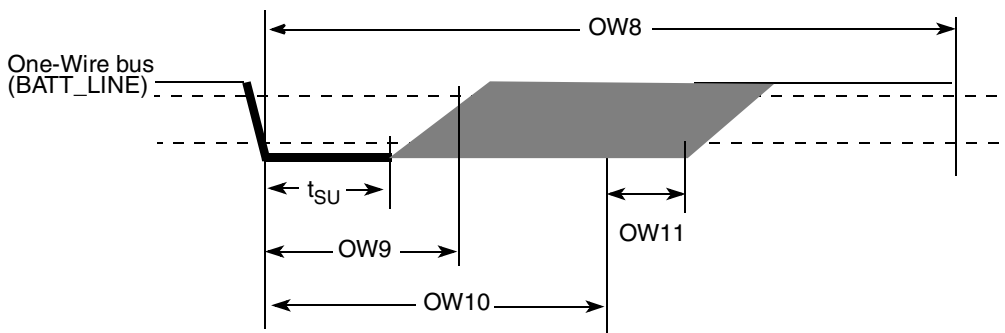 OW8
One-Wire bus
(BATT_LINE)
tSU
OW11
OW9
OW10